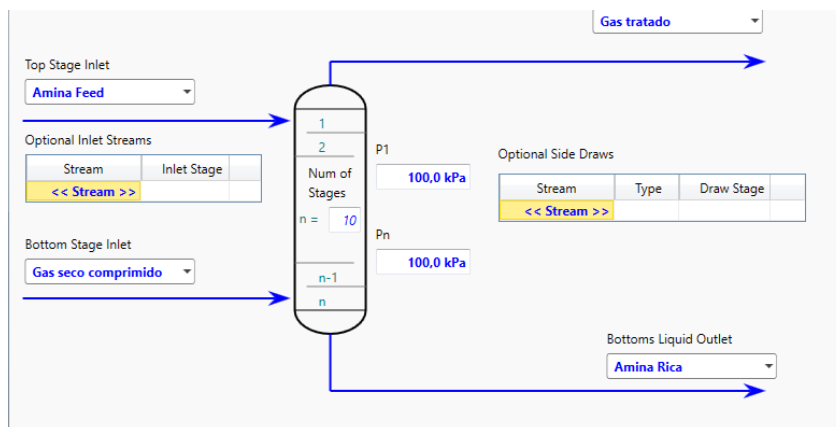 Gas tratado
Top Stage Inlet
Amina Feed
Optional Inlet Streams
Stream Inlet Stage
<< Stream >>
1
2
Num of
Stages
n = 10
n-1
n
P1
100,0 kPa
Pn
100,0 kPa
Optional Side Draws
Stream Type Draw Stage
<< Stream >>
Bottom Stage Inlet
Gas seco comprimido
Bottoms Liquid Outlet
Amina Rica